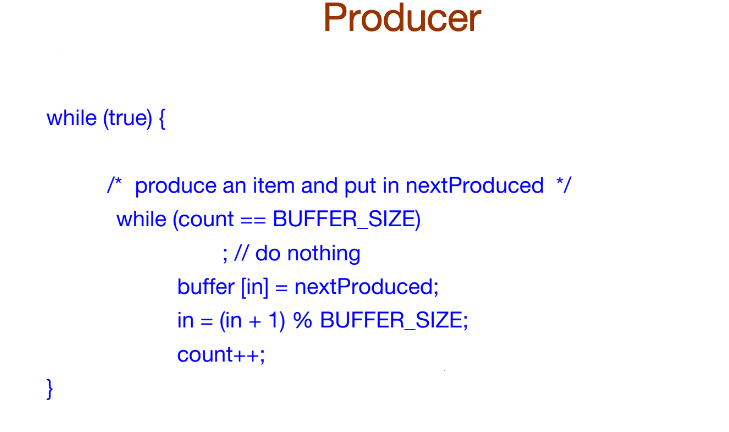 Producer
while (true) {
/* produce an item and put in nextProduced */
while (count == BUFFER_SIZE)
; // do nothing
buffer [in] = nextProduced;
in = (in + 1) % BUFFER_SIZE;
count++;
}